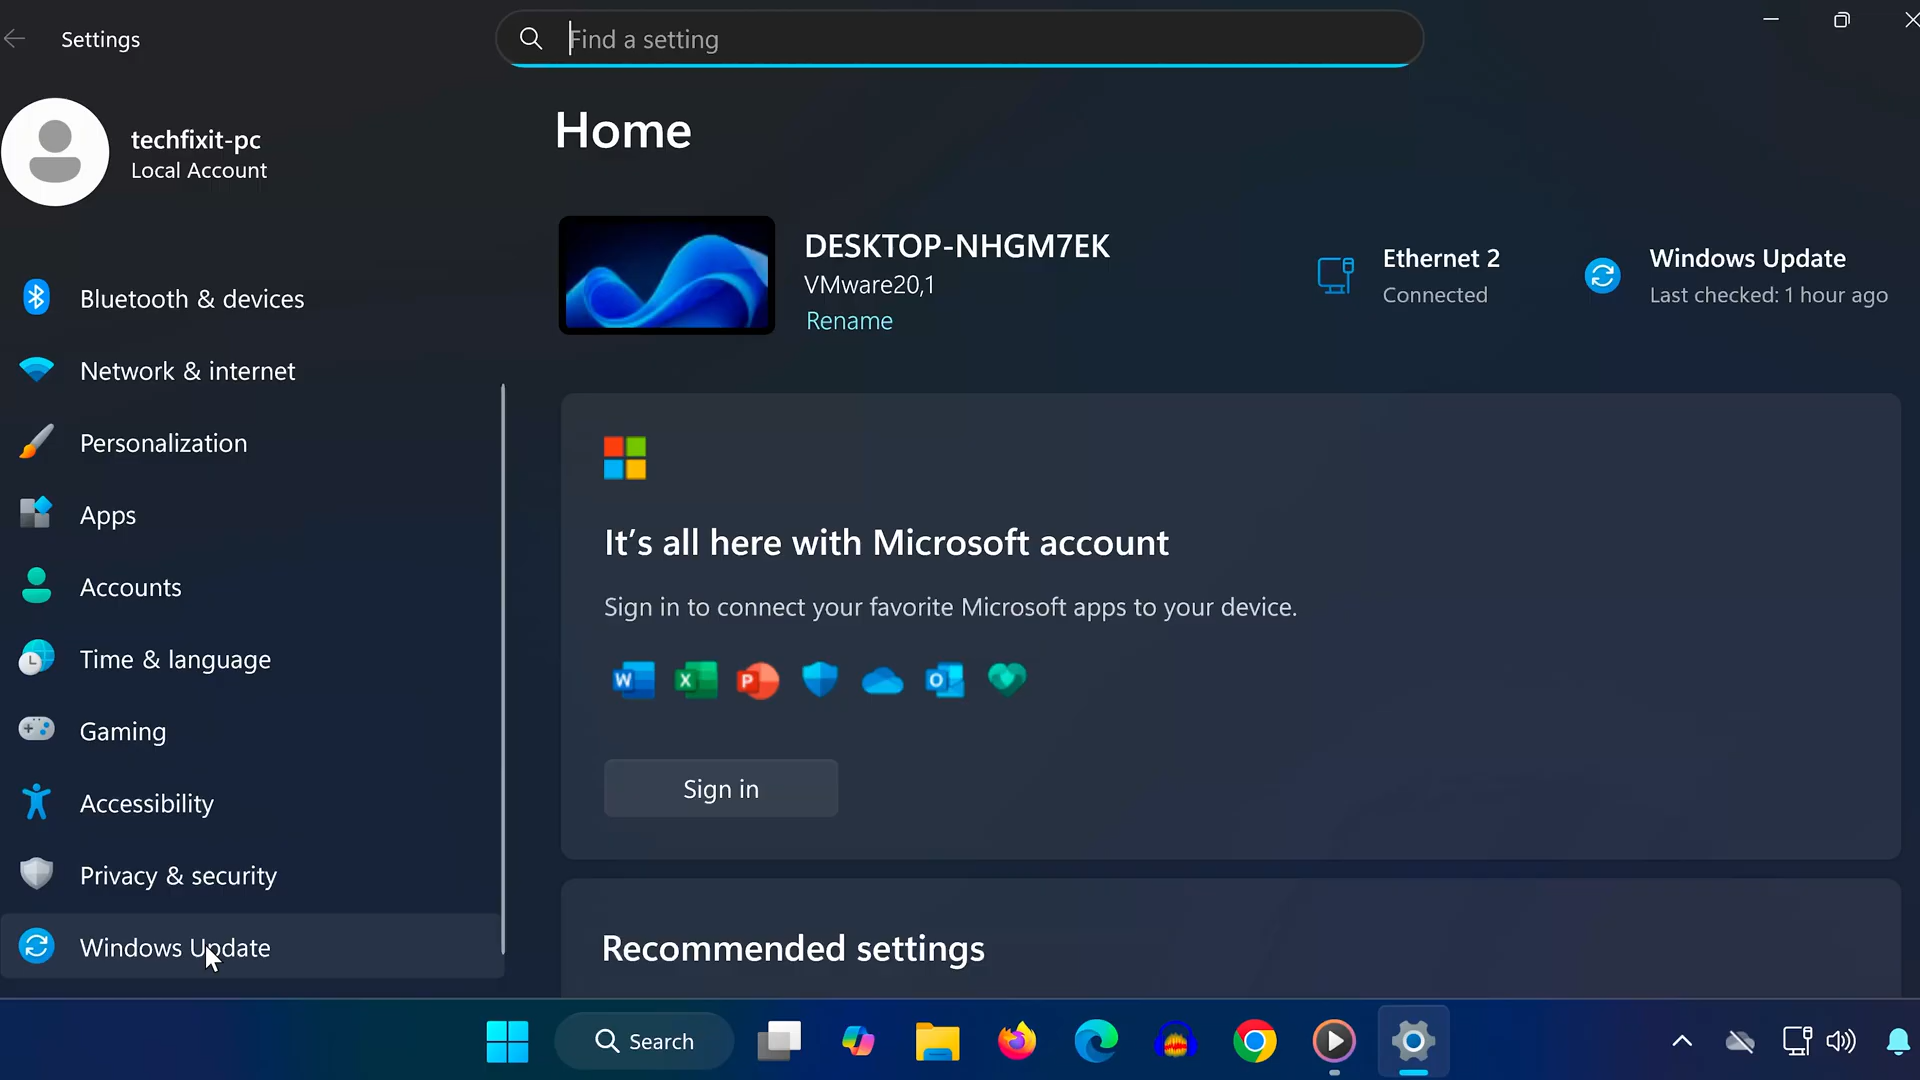 Settings
Find a setting
techfixit-pc
Local Account
Bluetooth & devices
Network & internet
Personalization
Apps
Accounts
Time & language
Gaming
Accessibility
Privacy & security
Windows Update
Home
DESKTOP-NHGM7EK
VMware20,1
Rename
Ethernet 2
Connected
Windows Update
Last checked: 1 hour ago
It's all here with Microsoft account
Sign in to connect your favorite Microsoft apps to your device.
Sign in
Recommended settings
Search